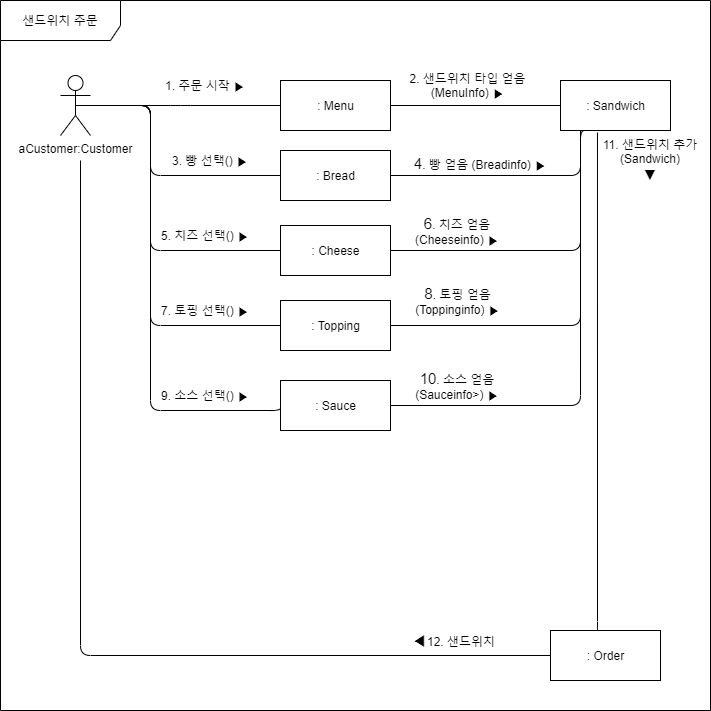 샌드위치 주문
1. 주문 시작 ▶
2. 샌드위치 타입 얻음
(MenuInfo) ▶
: Menu
: Sandwich
aCustomer:Customer
11. 샌드위치 추가
(Sandwich)
▼
3. 빵 선택() ▶
: Bread
4. 빵 얻음 (Breadinfo) ▶
5. 치즈 선택() ▶
: Cheese
6. 치즈 얻음
(Cheeseinfo) ▶
7. 토핑 선택() ▶
: Topping
8. 토핑 얻음
(Toppinginfo) ▶
9. 소스 선택() ▶
: Sauce
10. 소스 얻음
(Sauceinfo>) ▶
◀ 12. 샌드위치
: Order